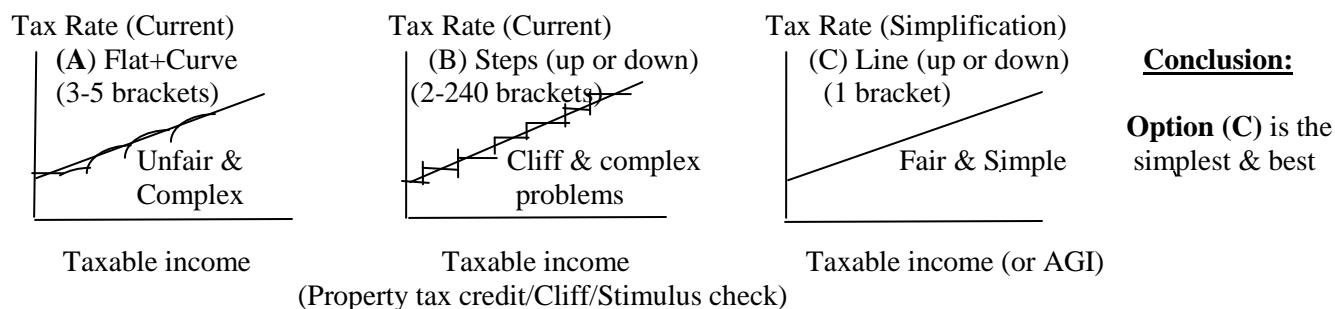 Tax Rate (Current)
(A) Flat+Curve
(3-5 brackets)
Unfair &
Complex
Taxable income
Tax Rate (Current)
(B) Steps (up or down)
(2-240 brackets)
Cliff & complex
problems
Taxable income
(Property tax credit/Cliff/Stimulus check)
Tax Rate (Simplification)
(C) Line (up or down)
(1 bracket)
Fair & Simple
Taxable income (or AGI)
Conclusion:
Option (C) is the
simplest & best